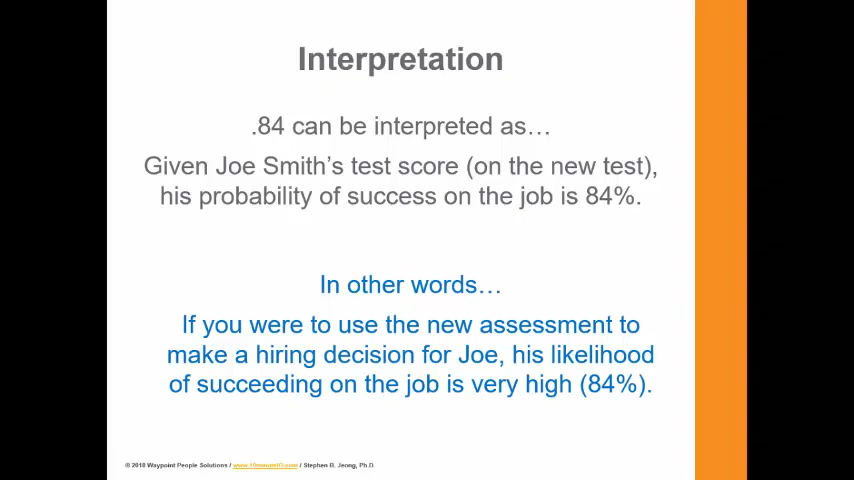 Interpretation
.84 can be interpreted as…
Given Joe Smith's test score (on the new test),
his probability of success on the job is 84%.
In other words…
If you were to use the new assessment to
make a hiring decision for Joe, his likelihood
of succeeding on the job is very high (84%).
© 2018 Waypoint People Solutions / / Stephen B. Jeong, Ph.D.